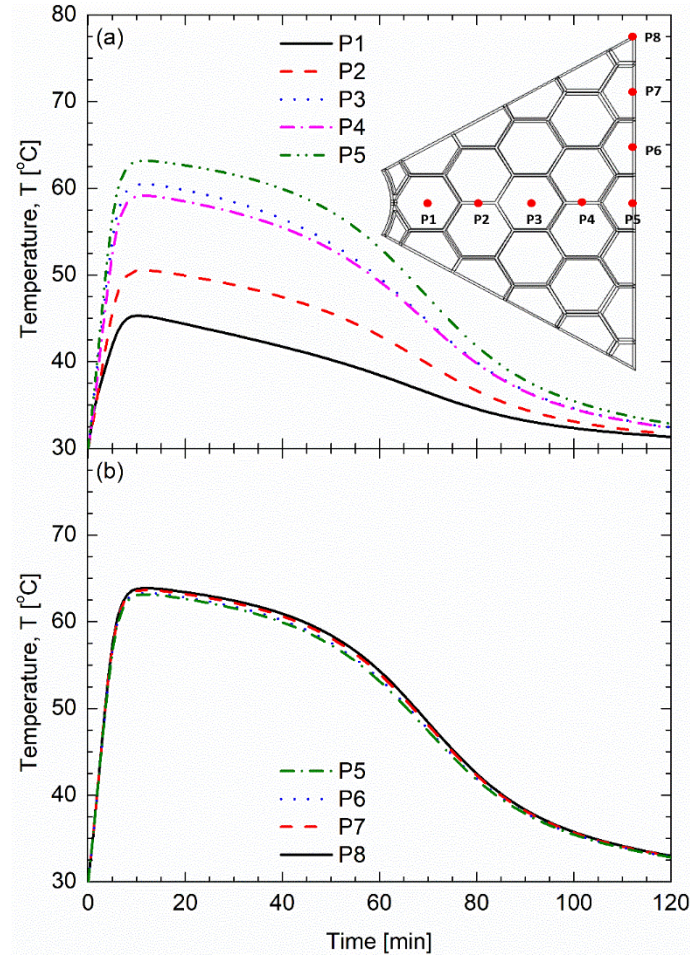 (a)
P1
P2
P3
P4
P5
P8
P7
P6
P1 P2 P3 P4 P5
Temperature, T [°C]
80
70
60
50
40
30
(b)
P5
P6
P7
P8
Temperature, T [°C]
70
60
50
40
30
0 20 40 60 80 100 120
Time [min]